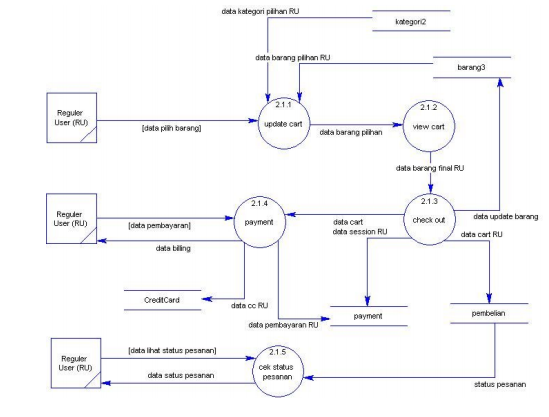 data kategori pilihan RU
kategori2
data barang pilihan RU
barang3
2.1.1
update cart
Reguler
User (RU)
[data pilih barang]
data barang pilihan
2.1.2
view cart
data barang final RU
2.1.4
payment
2.1.3
check out
Reguler
User (RU)
[data pembayaran]
data billing
data cart
data session RU
data update barang
data cart RU
CreditCard
data cc RU
data pembayaran RU
payment
pembelian
Reguler
User (RU)
[data lihat status pesanan]
data satus pesanan
2.1.5
cek status
pesanan
status pesanan